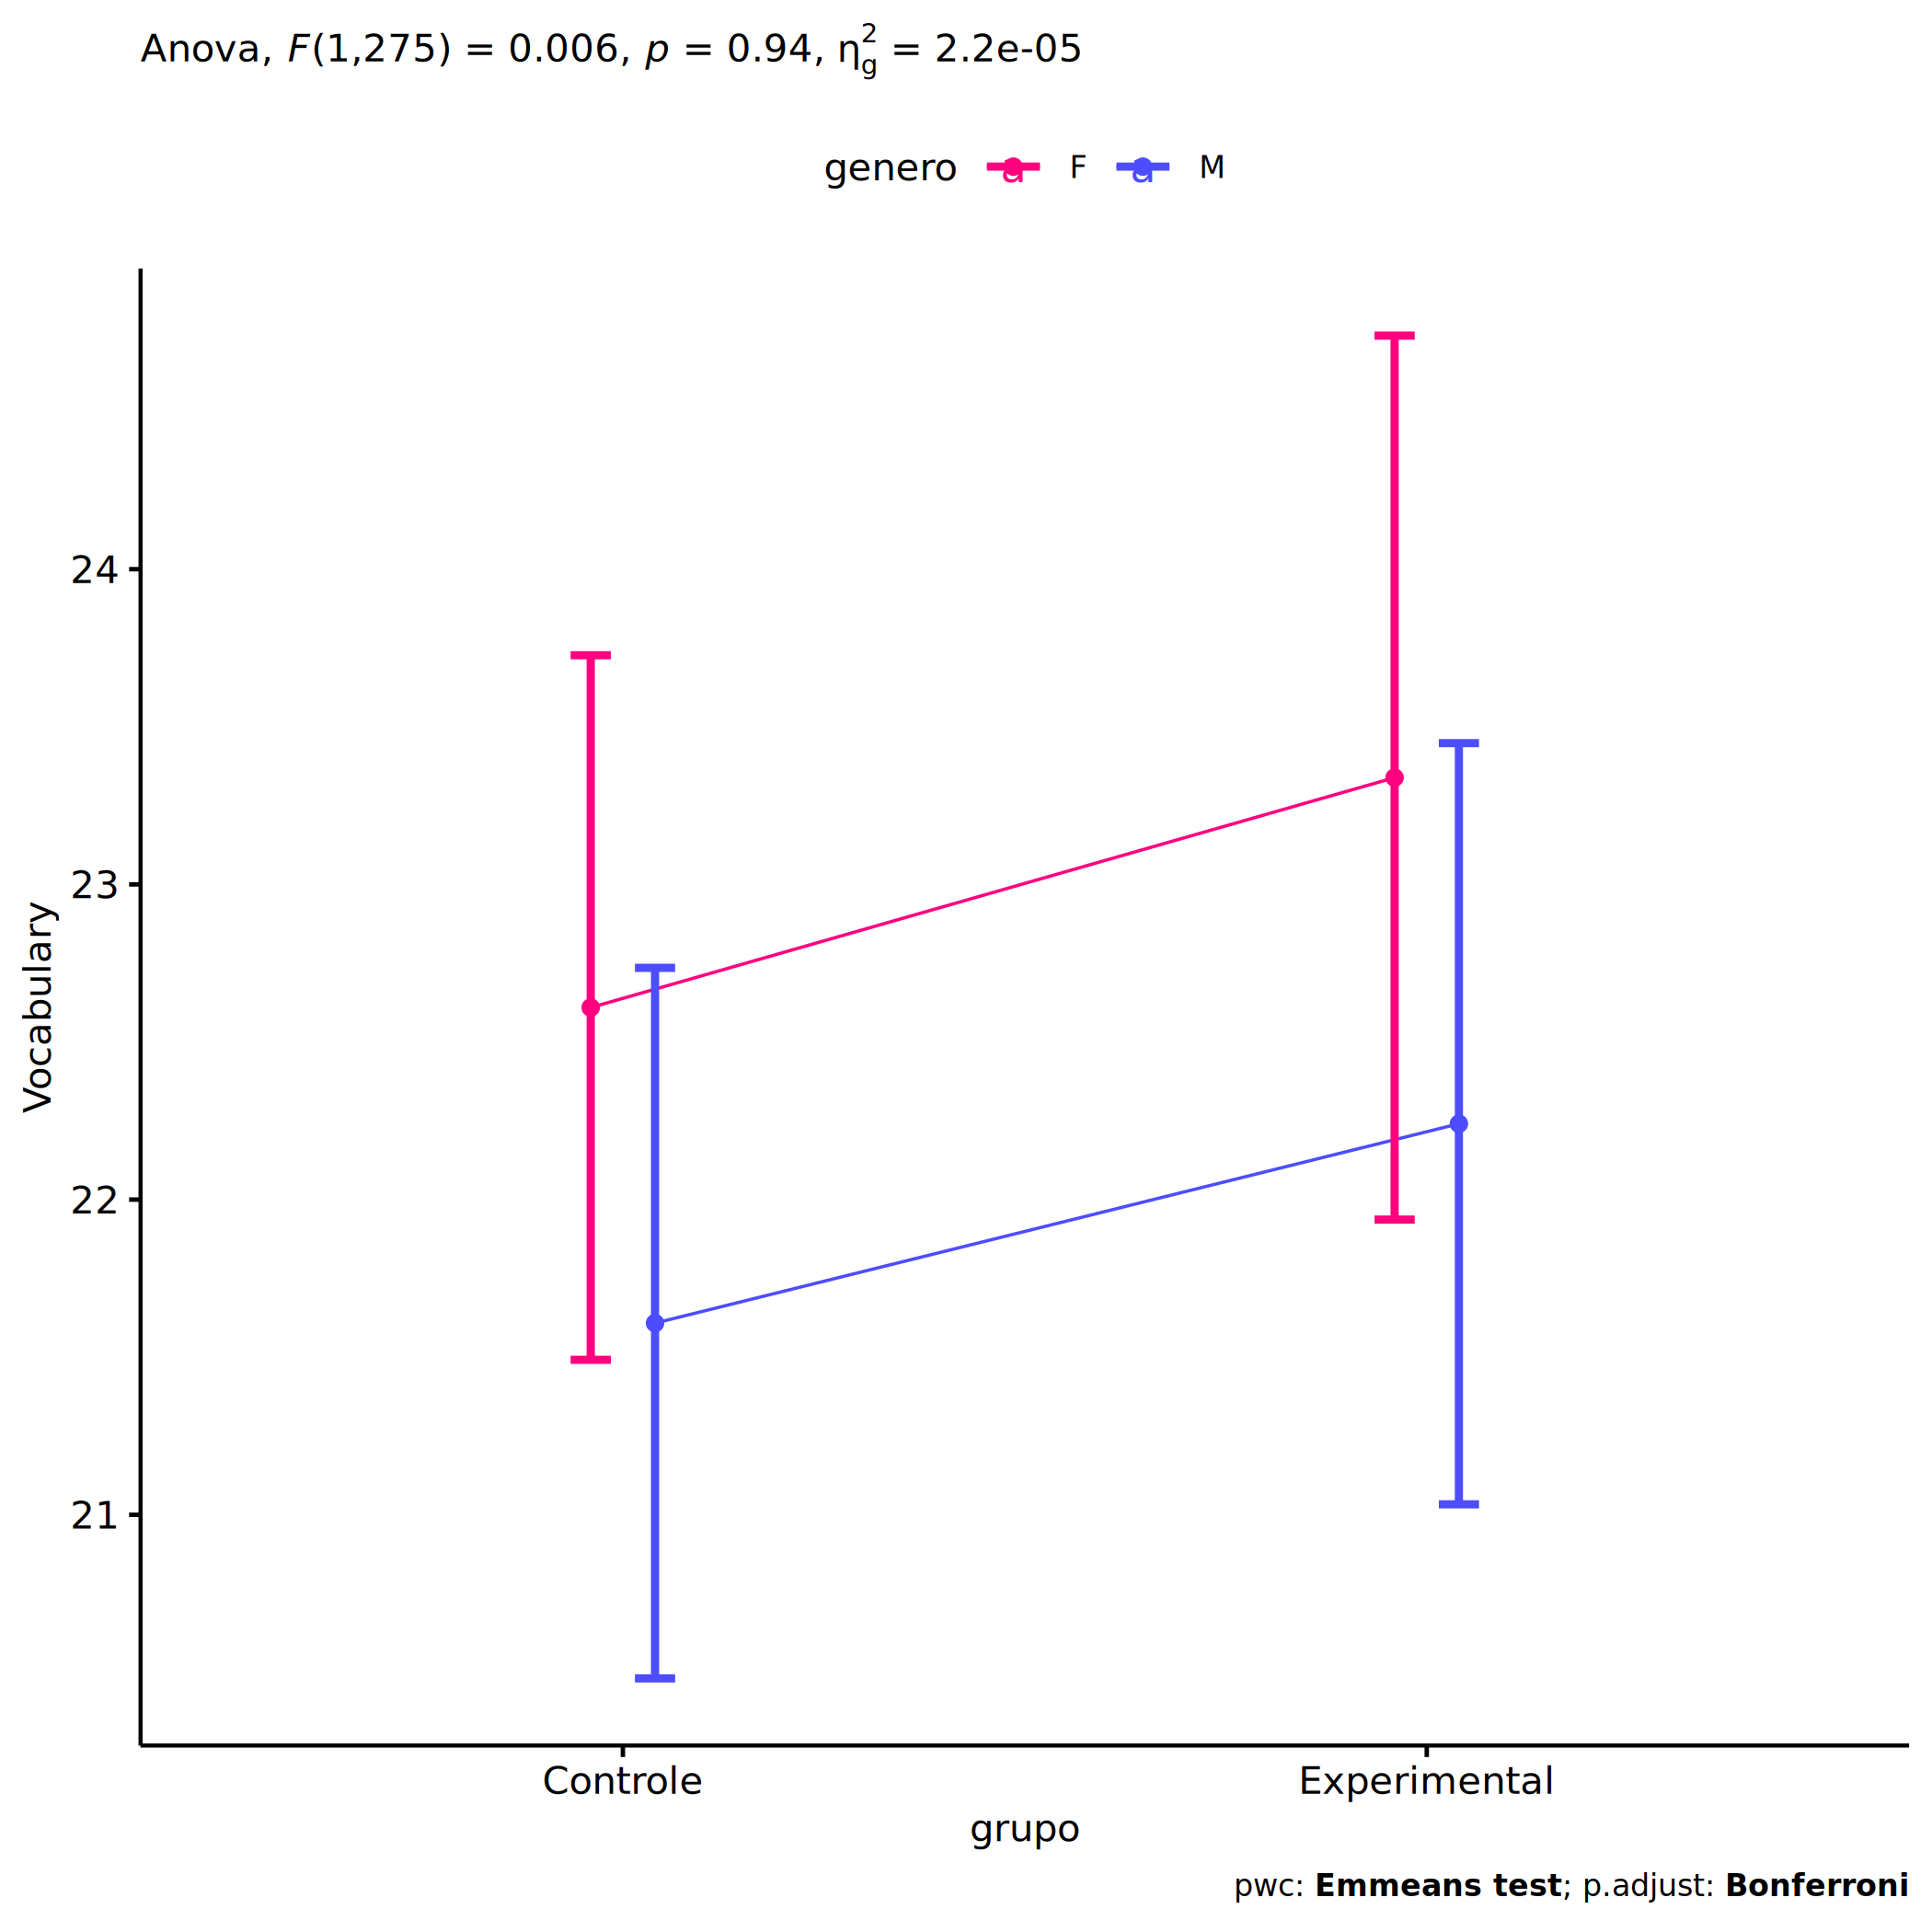 Anova, F(1,275) = 0.006, p = 0.94, η²g = 2.2e-05
genero a F a M
24
23
22
21
Vocabulary
Controle Experimental
grupo
pwc: Emmeans test; p.adjust: Bonferroni